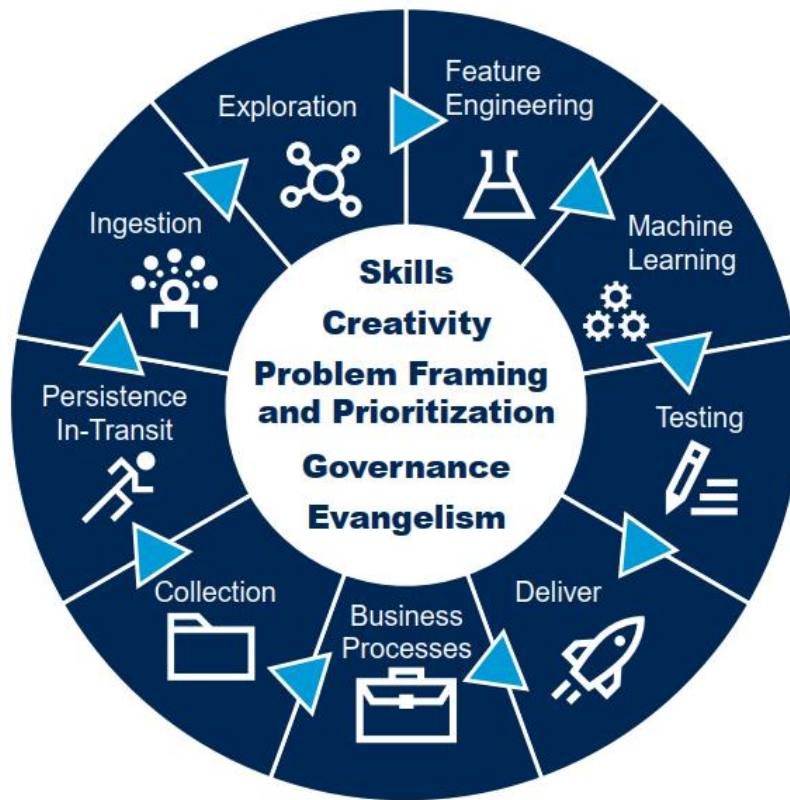 Feature
Engineering
Exploration
Machine
Learning
Ingestion
Skills
Creativity
Problem Framing
and Prioritization
Governance
Evangelism
Persistence
In-Transit
Testing
Collection
Business
Processes
Deliver